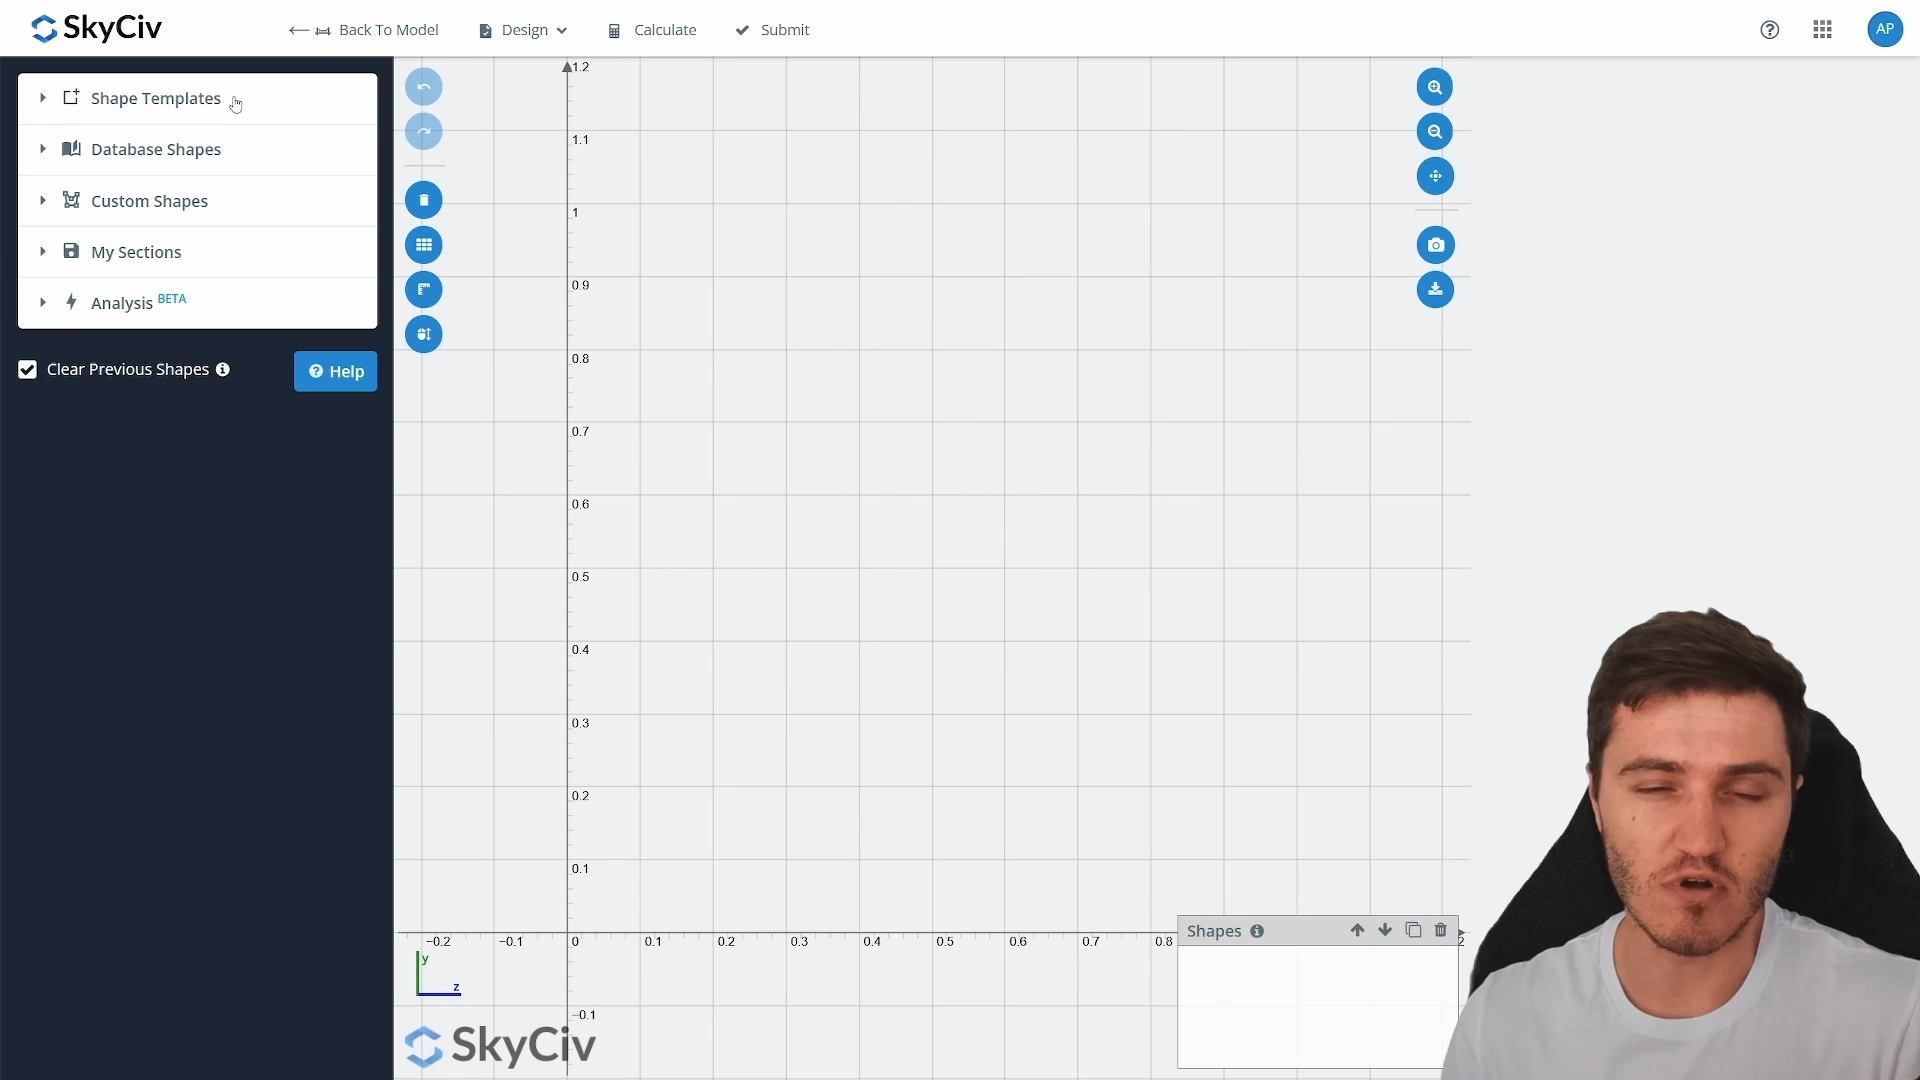 SkyCiv
Back To Model
Design
Calculate
Submit
AP
Shape Templates
Database Shapes
Custom Shapes
My Sections
Analysis BETA
Clear Previous Shapes
Help
1.2
1.1
1
0.9
0.8
0.7
0.6
0.5
0.4
0.3
0.2
0.1
−0.2 −0.1 0 0.1 0.2 0.3 0.4 0.5 0.6 0.7 0.8 2
−0.1
y
z
Shapes
SkyCiv